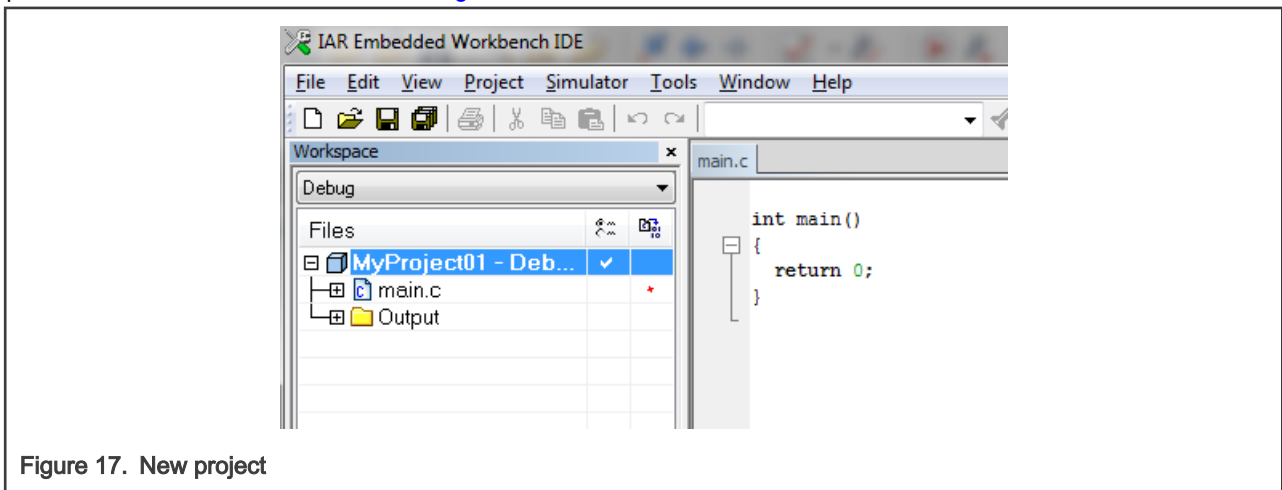 IAR Embedded Workbench IDE
File Edit View Project Simulator Tools Window Help
Workspace
main.c
Debug
Files
MyProject01 - Deb...
main.c
Output
int main()
{
return 0;
}
Figure 17. New project